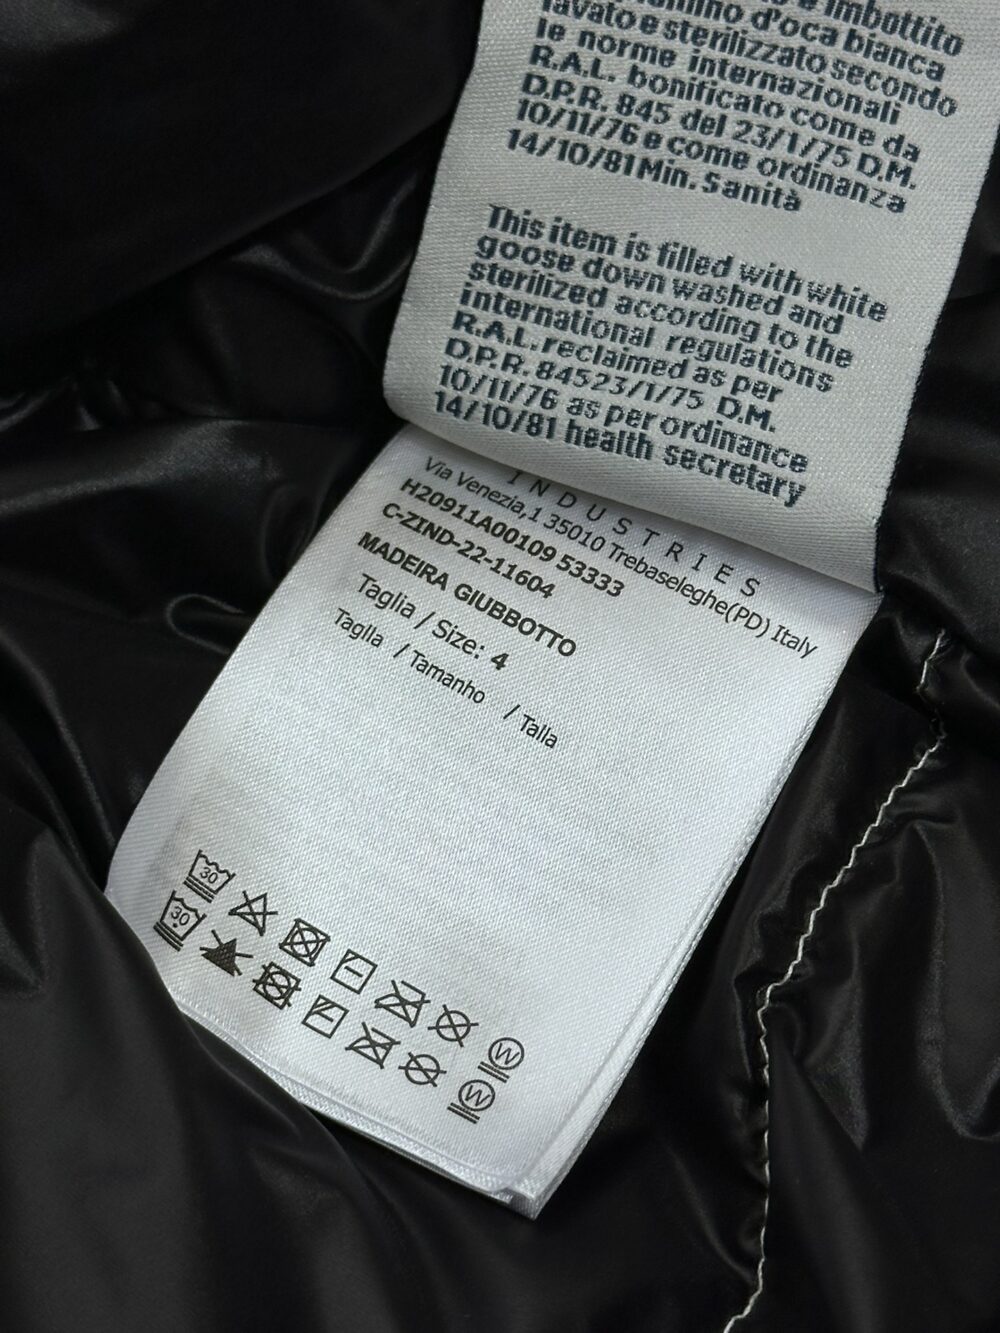 e imbottito
piumino d'oca bianca
lavato e sterilizzato secondo
le norme internazionali
R.A.L. bonificato come da
D.P.R. 845 del 23/1/75 D.M.
10/11/76 e come ordinanza
14/10/81 Min. Sanità
This item is filled with white
goose down washed and
sterilized according to the
international regulations
R.A.L. reclaimed as per
D.P.R. 84523/1/75 D.M.
10/11/76 as per ordinance
14/10/81 health secretary
INDUSTRIES
Via Venezia,1 35010 Trebaseleghe(PD) Italy
H20911A00109 53333
C-ZIND-22-11604
MADEIRA GIUBBOTTO
Taglia / Size: 4
Taglla / Tamanho / Talla
30
W
30
W